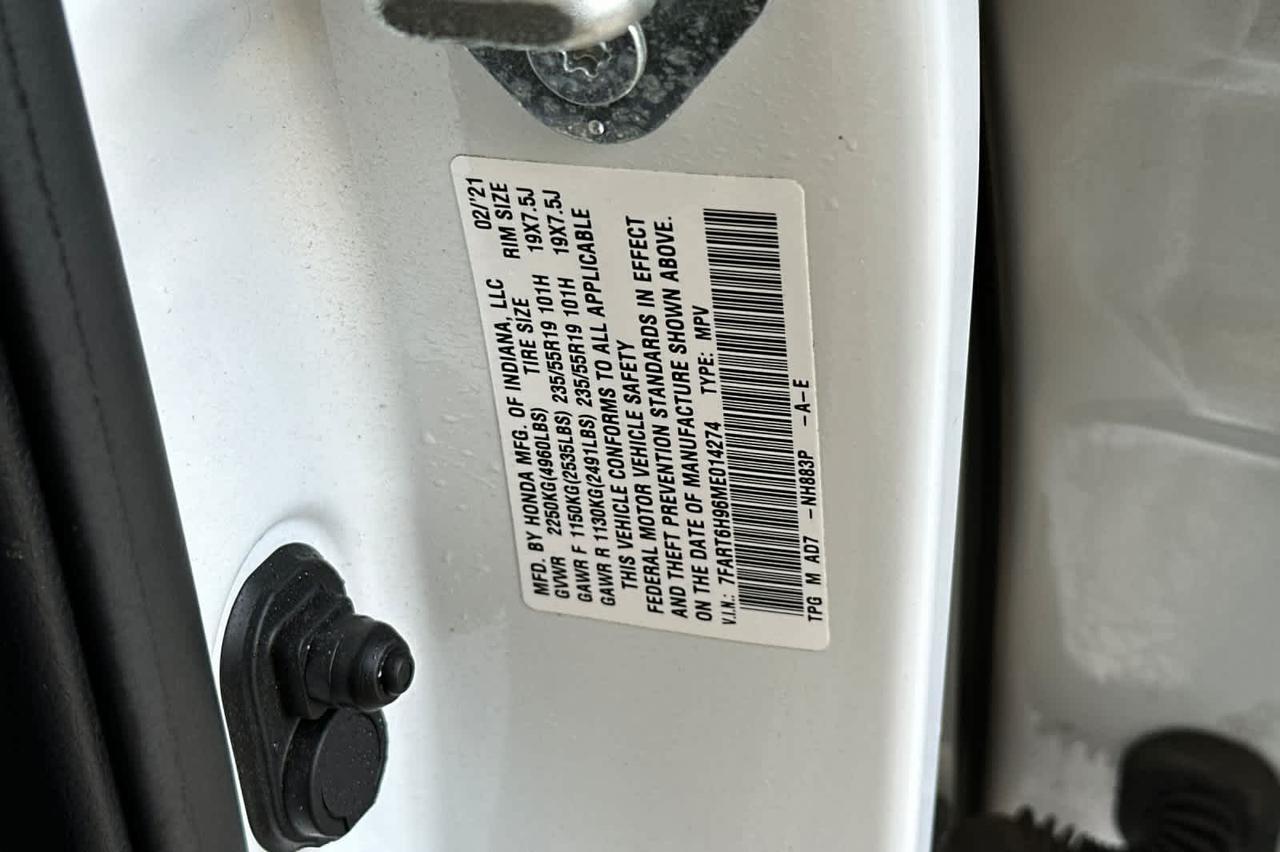 MFD. BY HONDA MFG. OF INDIANA, LLC 02/'21
GVWR 2250KG(4960LBS) TIRE SIZE RIM SIZE
GAWR F 1150KG(2535LBS) 235/55R19 101H 19X7.5J
GAWR R 1130KG(2491LBS) 235/55R19 101H 19X7.5J
THIS VEHICLE CONFORMS TO ALL APPLICABLE
FEDERAL MOTOR VEHICLE SAFETY
AND THEFT PREVENTION STANDARDS IN EFFECT
ON THE DATE OF MANUFACTURE SHOWN ABOVE.
V.I.N.: 7FART6H96ME014274 TYPE: MPV
TPG M AD7 -NH883P -A-E